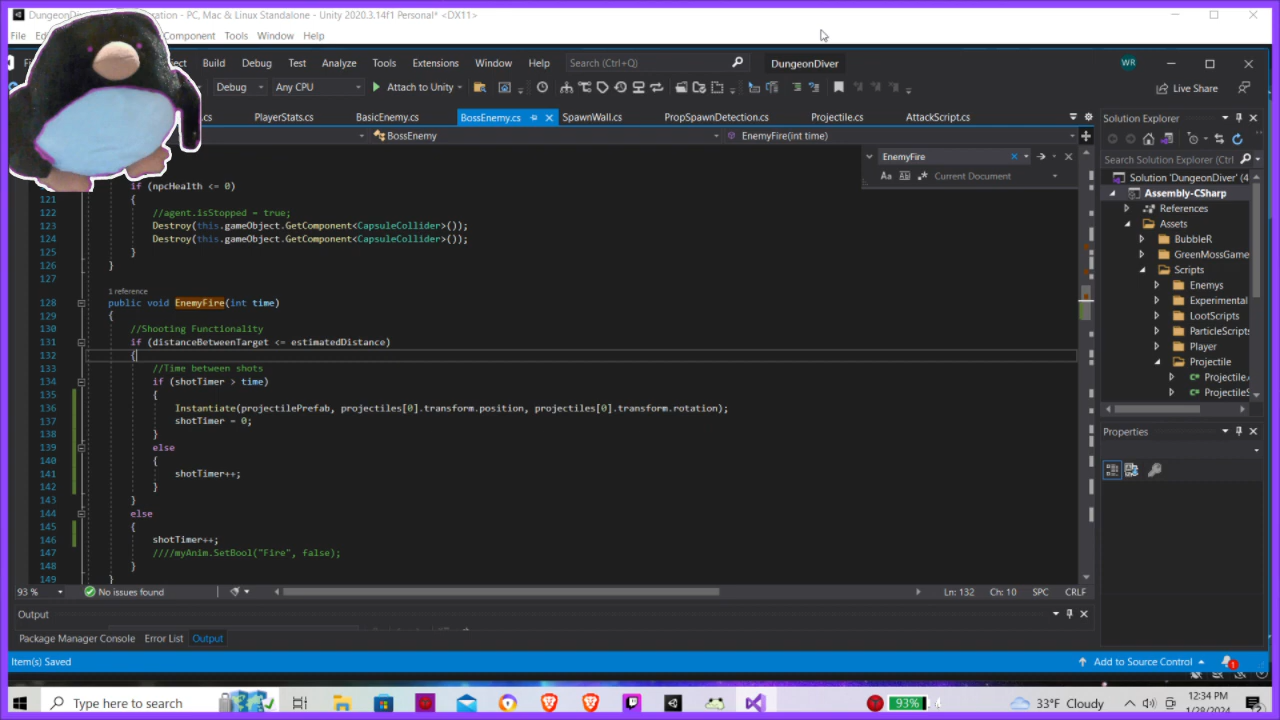 DungeonDiver
ration - PC, Mac & Linux Standalone - Unity 2020.3.14f1 Personal* <DX11>
File
Tools Window Help
Build Debug Test Analyze Tools Extensions Window Help Search (Ctrl+Q) DungeonDiver WR
Debug Any CPU Attach to Unity Live Share
.cs PlayerStats.cs BasicEnemy.cs BossEnemy.cs SpawnWall.cs PropSpawnDetection.cs Projectile.cs AttackScript.cs
BossEnemy EnemyFire(int time)
EnemyFire
Aa Current Document
if (npcHealth <= 0)
121 {
122 //agent.isStopped = true;
123 Destroy(this.gameObject.GetComponent<CapsuleCollider>());
124 Destroy(this.gameObject.GetComponent<CapsuleCollider>());
125 }
126 }
127
1 reference
128 public void EnemyFire(int time)
129 {
130 //Shooting Functionality
131 if (distanceBetweenTarget <= estimatedDistance)
132 {
133 //Time between shots
134 if (shotTimer > time)
135 {
136 Instantiate(projectilePrefab, projectiles[0].transform.position, projectiles[0].transform.rotation);
137 shotTimer = 0;
138 }
139 else
140 {
141 shotTimer++;
142 }
143 }
144 else
145 {
146 shotTimer++;
147 ////myAnim.SetBool("Fire", false);
148 }
149 }
93 % No issues found Ln: 132 Ch: 10 SPC CRLF
Output
Package Manager Console Error List Output
Item(s) Saved Add to Source Control 1
Solution Explorer
Search Solution Explorer
Solution 'DungeonDiver' (4
Assembly-CSharp
References
Assets
BubbleR
GreenMossGame
Scripts
Enemys
Experimental
LootScripts
ParticleScripts
Player
Projectile
Projectile.
ProjectileS
Properties
Type here to search 93% 33°F Cloudy 12:34 PM
1/28/2024